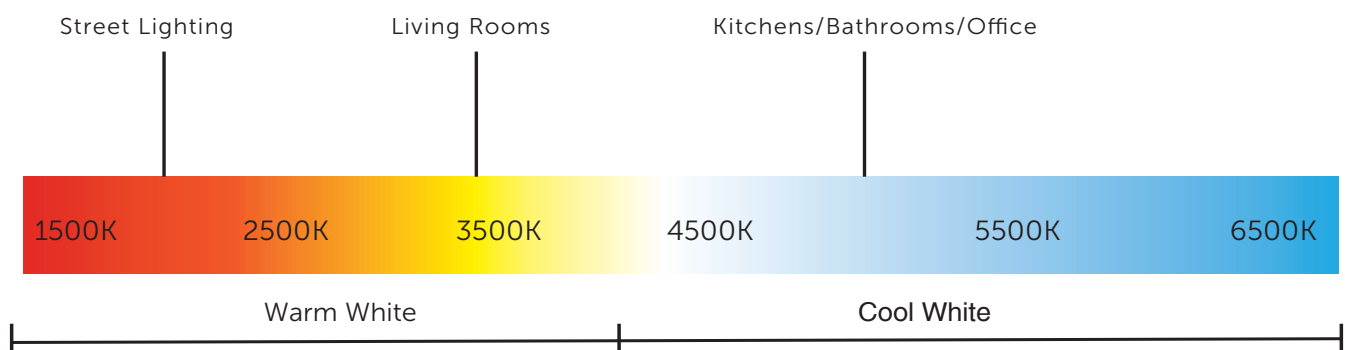 Street Lighting Living Rooms Kitchens/Bathrooms/Office
1500K 2500K 3500K 4500K 5500K 6500K
Warm White Cool White